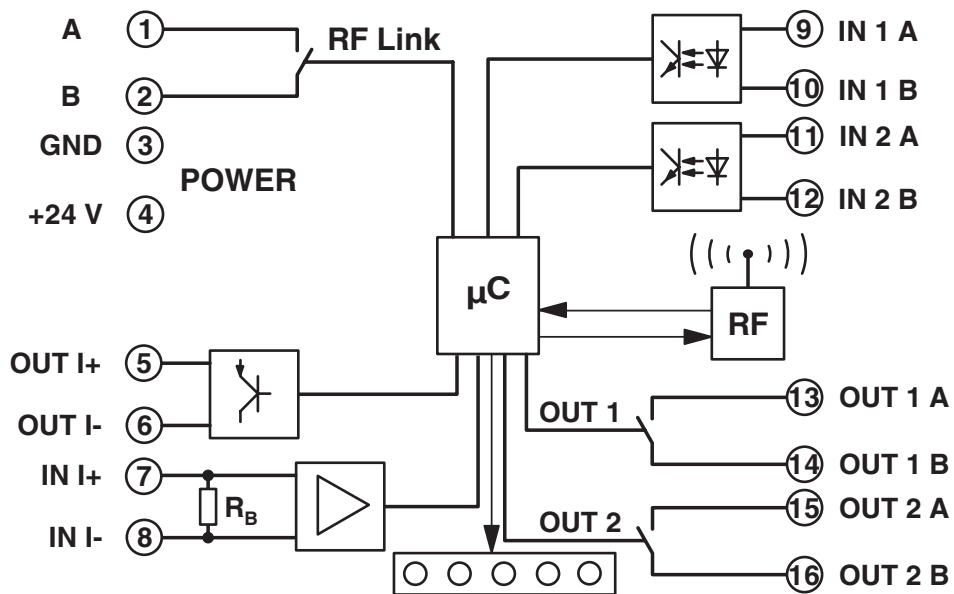 A 1
RF Link
B 2
GND 3
POWER
+24 V 4
9 IN 1 A
10 IN 1 B
11 IN 2 A
12 IN 2 B
µC
RF
OUT I+ 5
OUT I- 6
IN I+ 7
R_B
IN I- 8
OUT 1
13 OUT 1 A
14 OUT 1 B
OUT 2
15 OUT 2 A
16 OUT 2 B